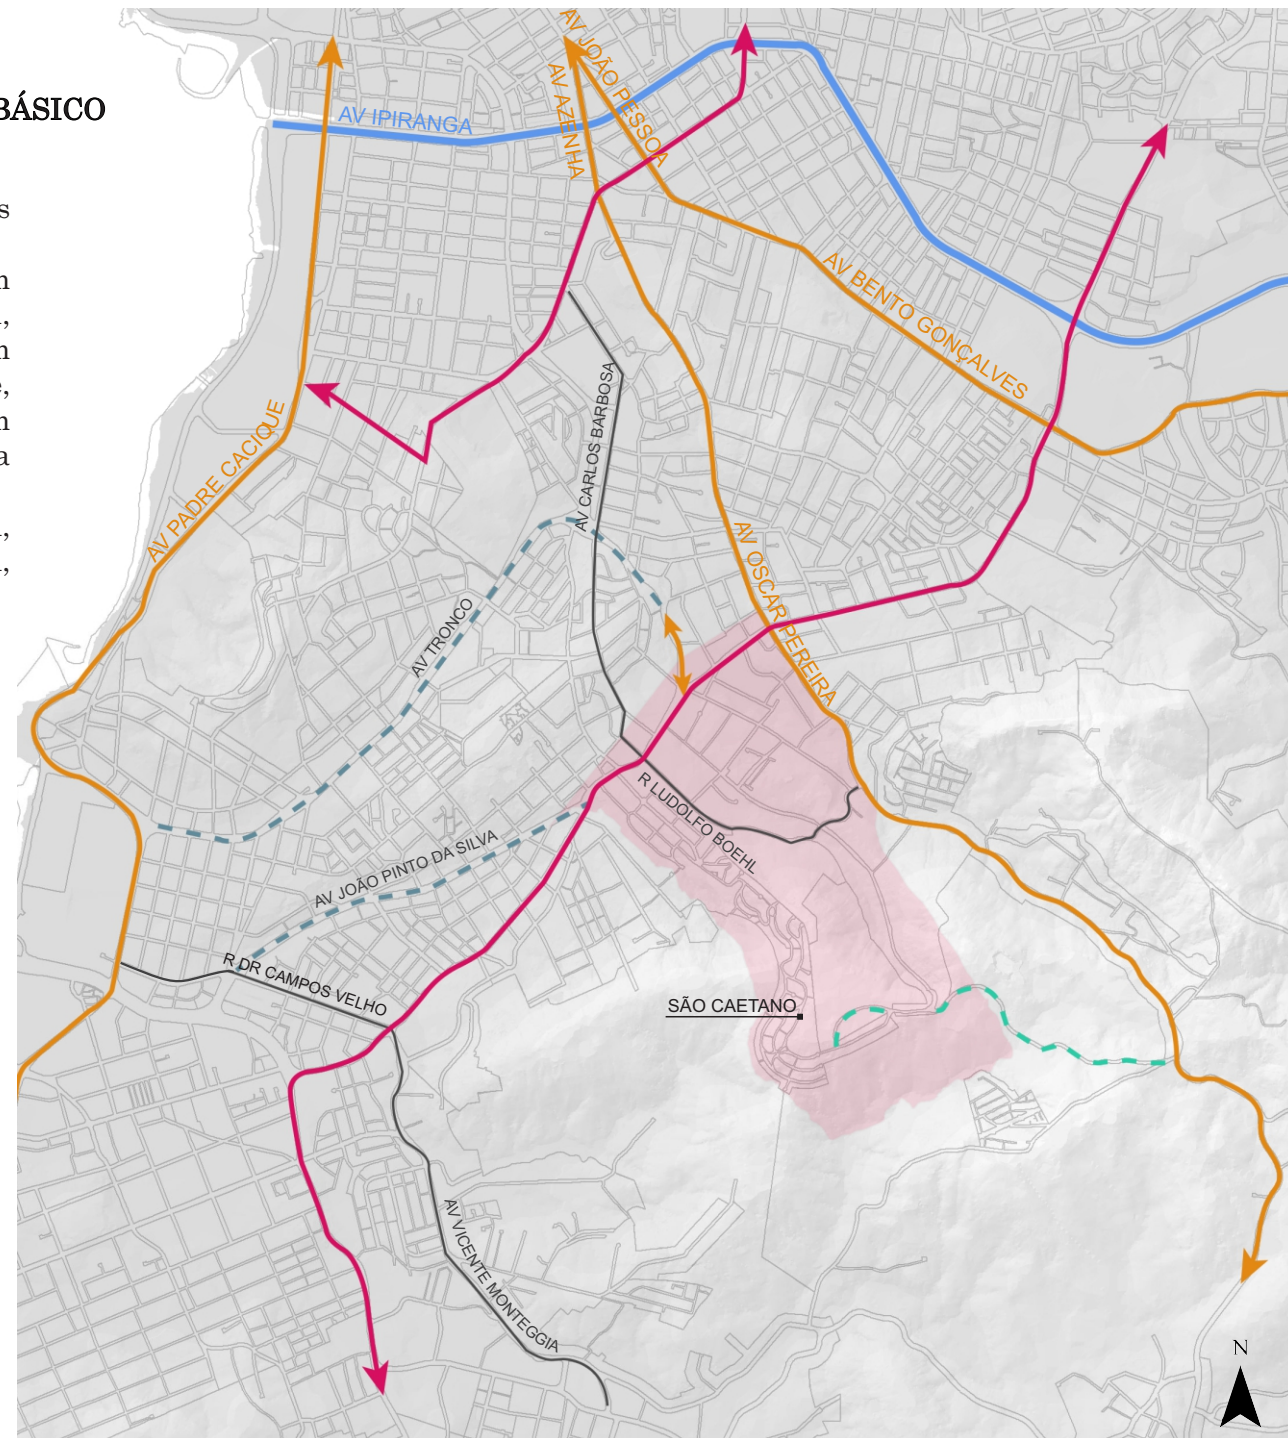 BÁSICO
s
n
,
n
,
n
a
,
,
AV JOÃO PESSOA
AV AZENHA
AV IPIRANGA
AV BENTO GONÇALVES
AV CARLOS BARBOSA
AV PADRE CACIQUE
AV OSCAR PEREIRA
AV TRONCO
R LUDOLFO BOEHL
AV JOÃO PINTO DA SILVA
R DR CAMPOS VELHO
SÃO CAETANO
AV VICENTE MONTEGGIA
N